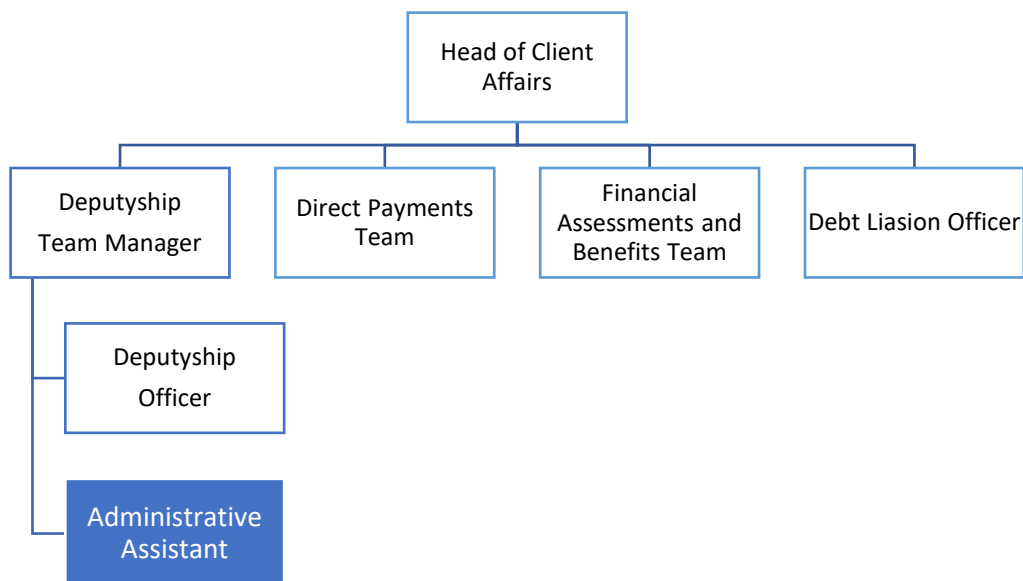 Head of Client
Affairs
Deputyship
Team Manager
Direct Payments
Team
Financial
Assessments and
Benefits Team
Debt Liasion Officer
Deputyship
Officer
Administrative
Assistant